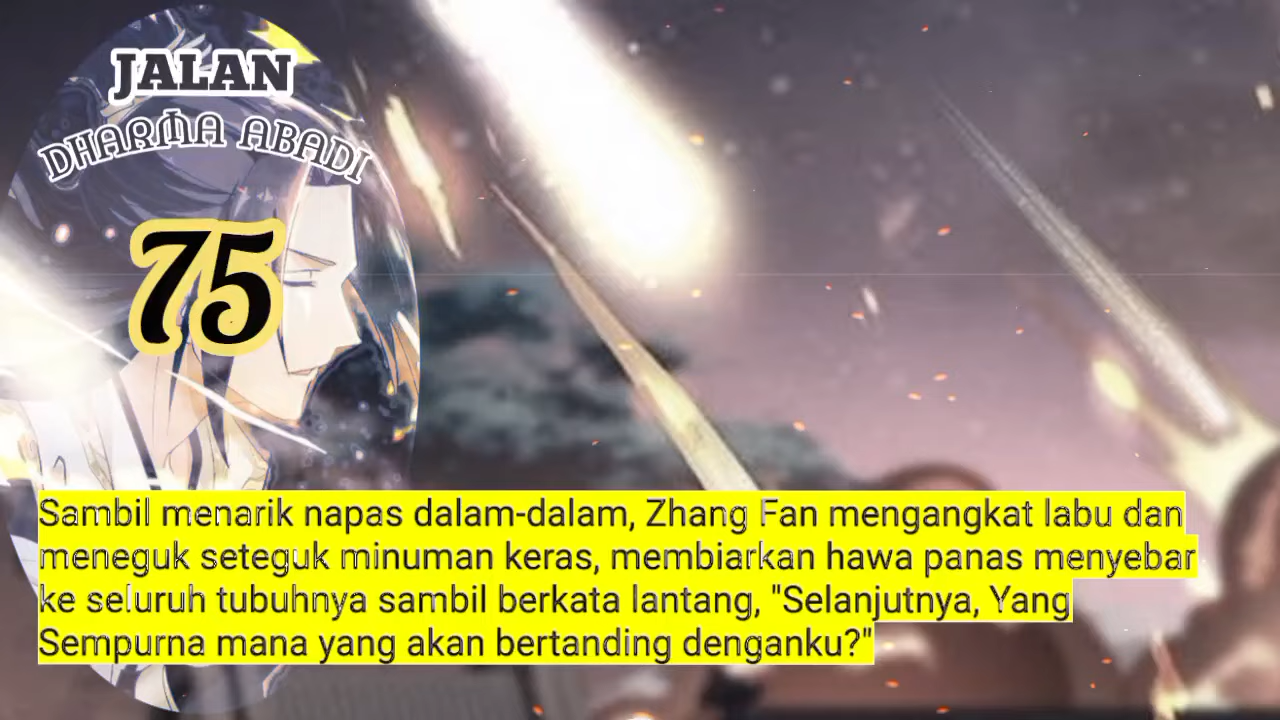 JALAN
DHARMA ABADI
75
Sambil menarik napas dalam-dalam, Zhang Fan mengangkat labu dan
meneguk seteguk minuman keras, membiarkan hawa panas menyebar
ke seluruh tubuhnya sambil berkata lantang, "Selanjutnya, Yang
Sempurna mana yang akan bertanding denganku?"